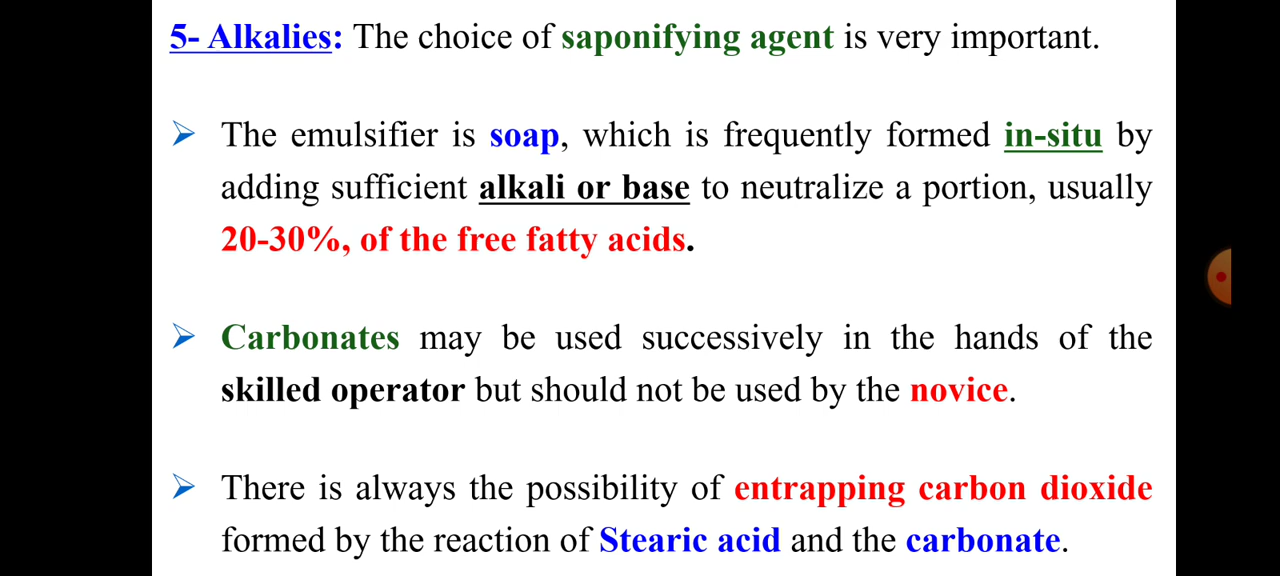 5- Alkalies: The choice of saponifying agent is very important.
➢ The emulsifier is soap, which is frequently formed in-situ by
adding sufficient alkali or base to neutralize a portion, usually
20-30%, of the free fatty acids.
➢ Carbonates may be used successively in the hands of the
skilled operator but should not be used by the novice.
➢ There is always the possibility of entrapping carbon dioxide
formed by the reaction of Stearic acid and the carbonate.